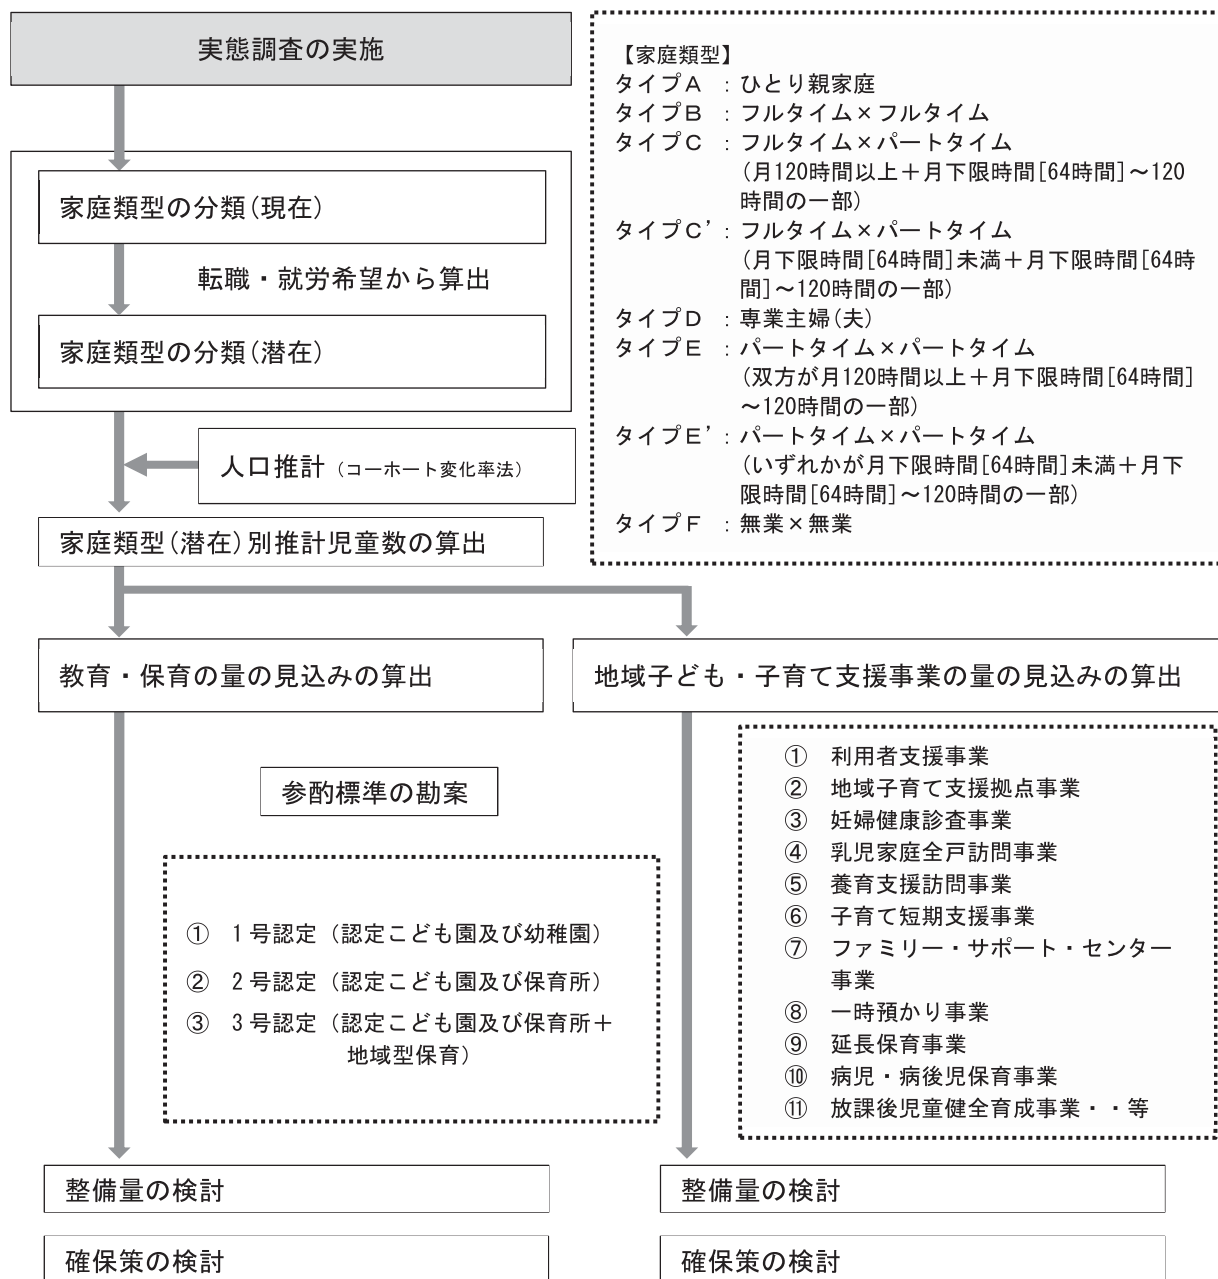 実態調査の実施
家庭類型の分類(現在)
転職・就労希望から算出
家庭類型の分類(潜在)
人口推計（コーホート変化率法）
家庭類型(潜在)別推計児童数の算出
【家庭類型】
タイプA ：ひとり親家庭
タイプB ：フルタイム×フルタイム
タイプC ：フルタイム×パートタイム
(月120時間以上＋月下限時間[64時間]～120
時間の一部)
タイプC’：フルタイム×パートタイム
(月下限時間[64時間]未満＋月下限時間[64時
間]～120時間の一部)
タイプD ：専業主婦(夫)
タイプE ：パートタイム×パートタイム
(双方が月120時間以上＋月下限時間[64時間]
～120時間の一部)
タイプE’：パートタイム×パートタイム
(いずれかが月下限時間[64時間]未満＋月下
限時間[64時間]～120時間の一部)
タイプF ：無業×無業
教育・保育の量の見込みの算出
参酌標準の勘案
① 1号認定（認定こども園及び幼稚園）
② 2号認定（認定こども園及び保育所）
③ 3号認定（認定こども園及び保育所＋
地域型保育）
整備量の検討
確保策の検討
地域子ども・子育て支援事業の量の見込みの算出
① 利用者支援事業
② 地域子育て支援拠点事業
③ 妊婦健康診査事業
④ 乳児家庭全戸訪問事業
⑤ 養育支援訪問事業
⑥ 子育て短期支援事業
⑦ ファミリー・サポート・センター
事業
⑧ 一時預かり事業
⑨ 延長保育事業
⑩ 病児・病後児保育事業
⑪ 放課後児童健全育成事業・・等
整備量の検討
確保策の検討